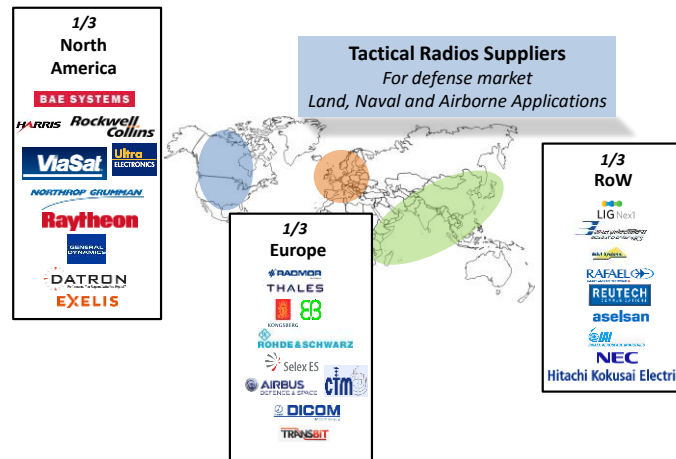 1/3
North
America
BAE SYSTEMS
HARRIS Rockwell
Collins
ViaSat Ultra
ELECTRONICS
NORTHROP GRUMMAN
Raytheon
GENERAL
DYNAMICS
DATRON
EXELIS
Tactical Radios Suppliers
For defense market
Land, Naval and Airborne Applications
1/3
Europe
RADMOR
THALES
KONGSBERG
ROHDE & SCHWARZ
Selex ES
AIRBUS
DEFENCE & SPACE
ctm
DICOM
TRANSBIT
1/3
RoW
LIG Nex1
RAFAEL
REUTECH
aselsan
IAI
NEC
Hitachi Kokusai Electri